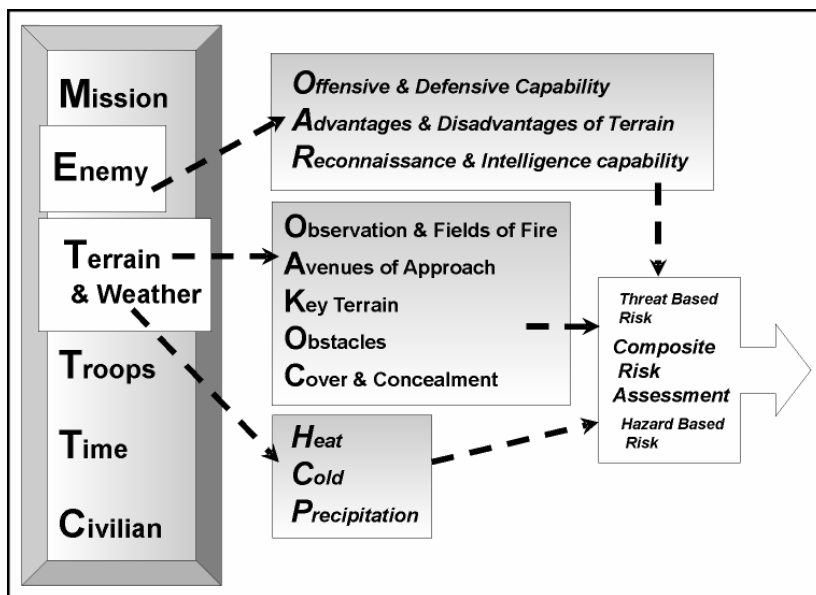 Mission
Enemy
Terrain
& Weather
Troops
Time
Civilian
Offensive & Defensive Capability
Advantages & Disadvantages of Terrain
Reconnaissance & Intelligence capability
Observation & Fields of Fire
Avenues of Approach
Key Terrain
Obstacles
Cover & Concealment
Heat
Cold
Precipitation
Threat Based
Risk
Composite
Risk
Assessment
Hazard Based
Risk